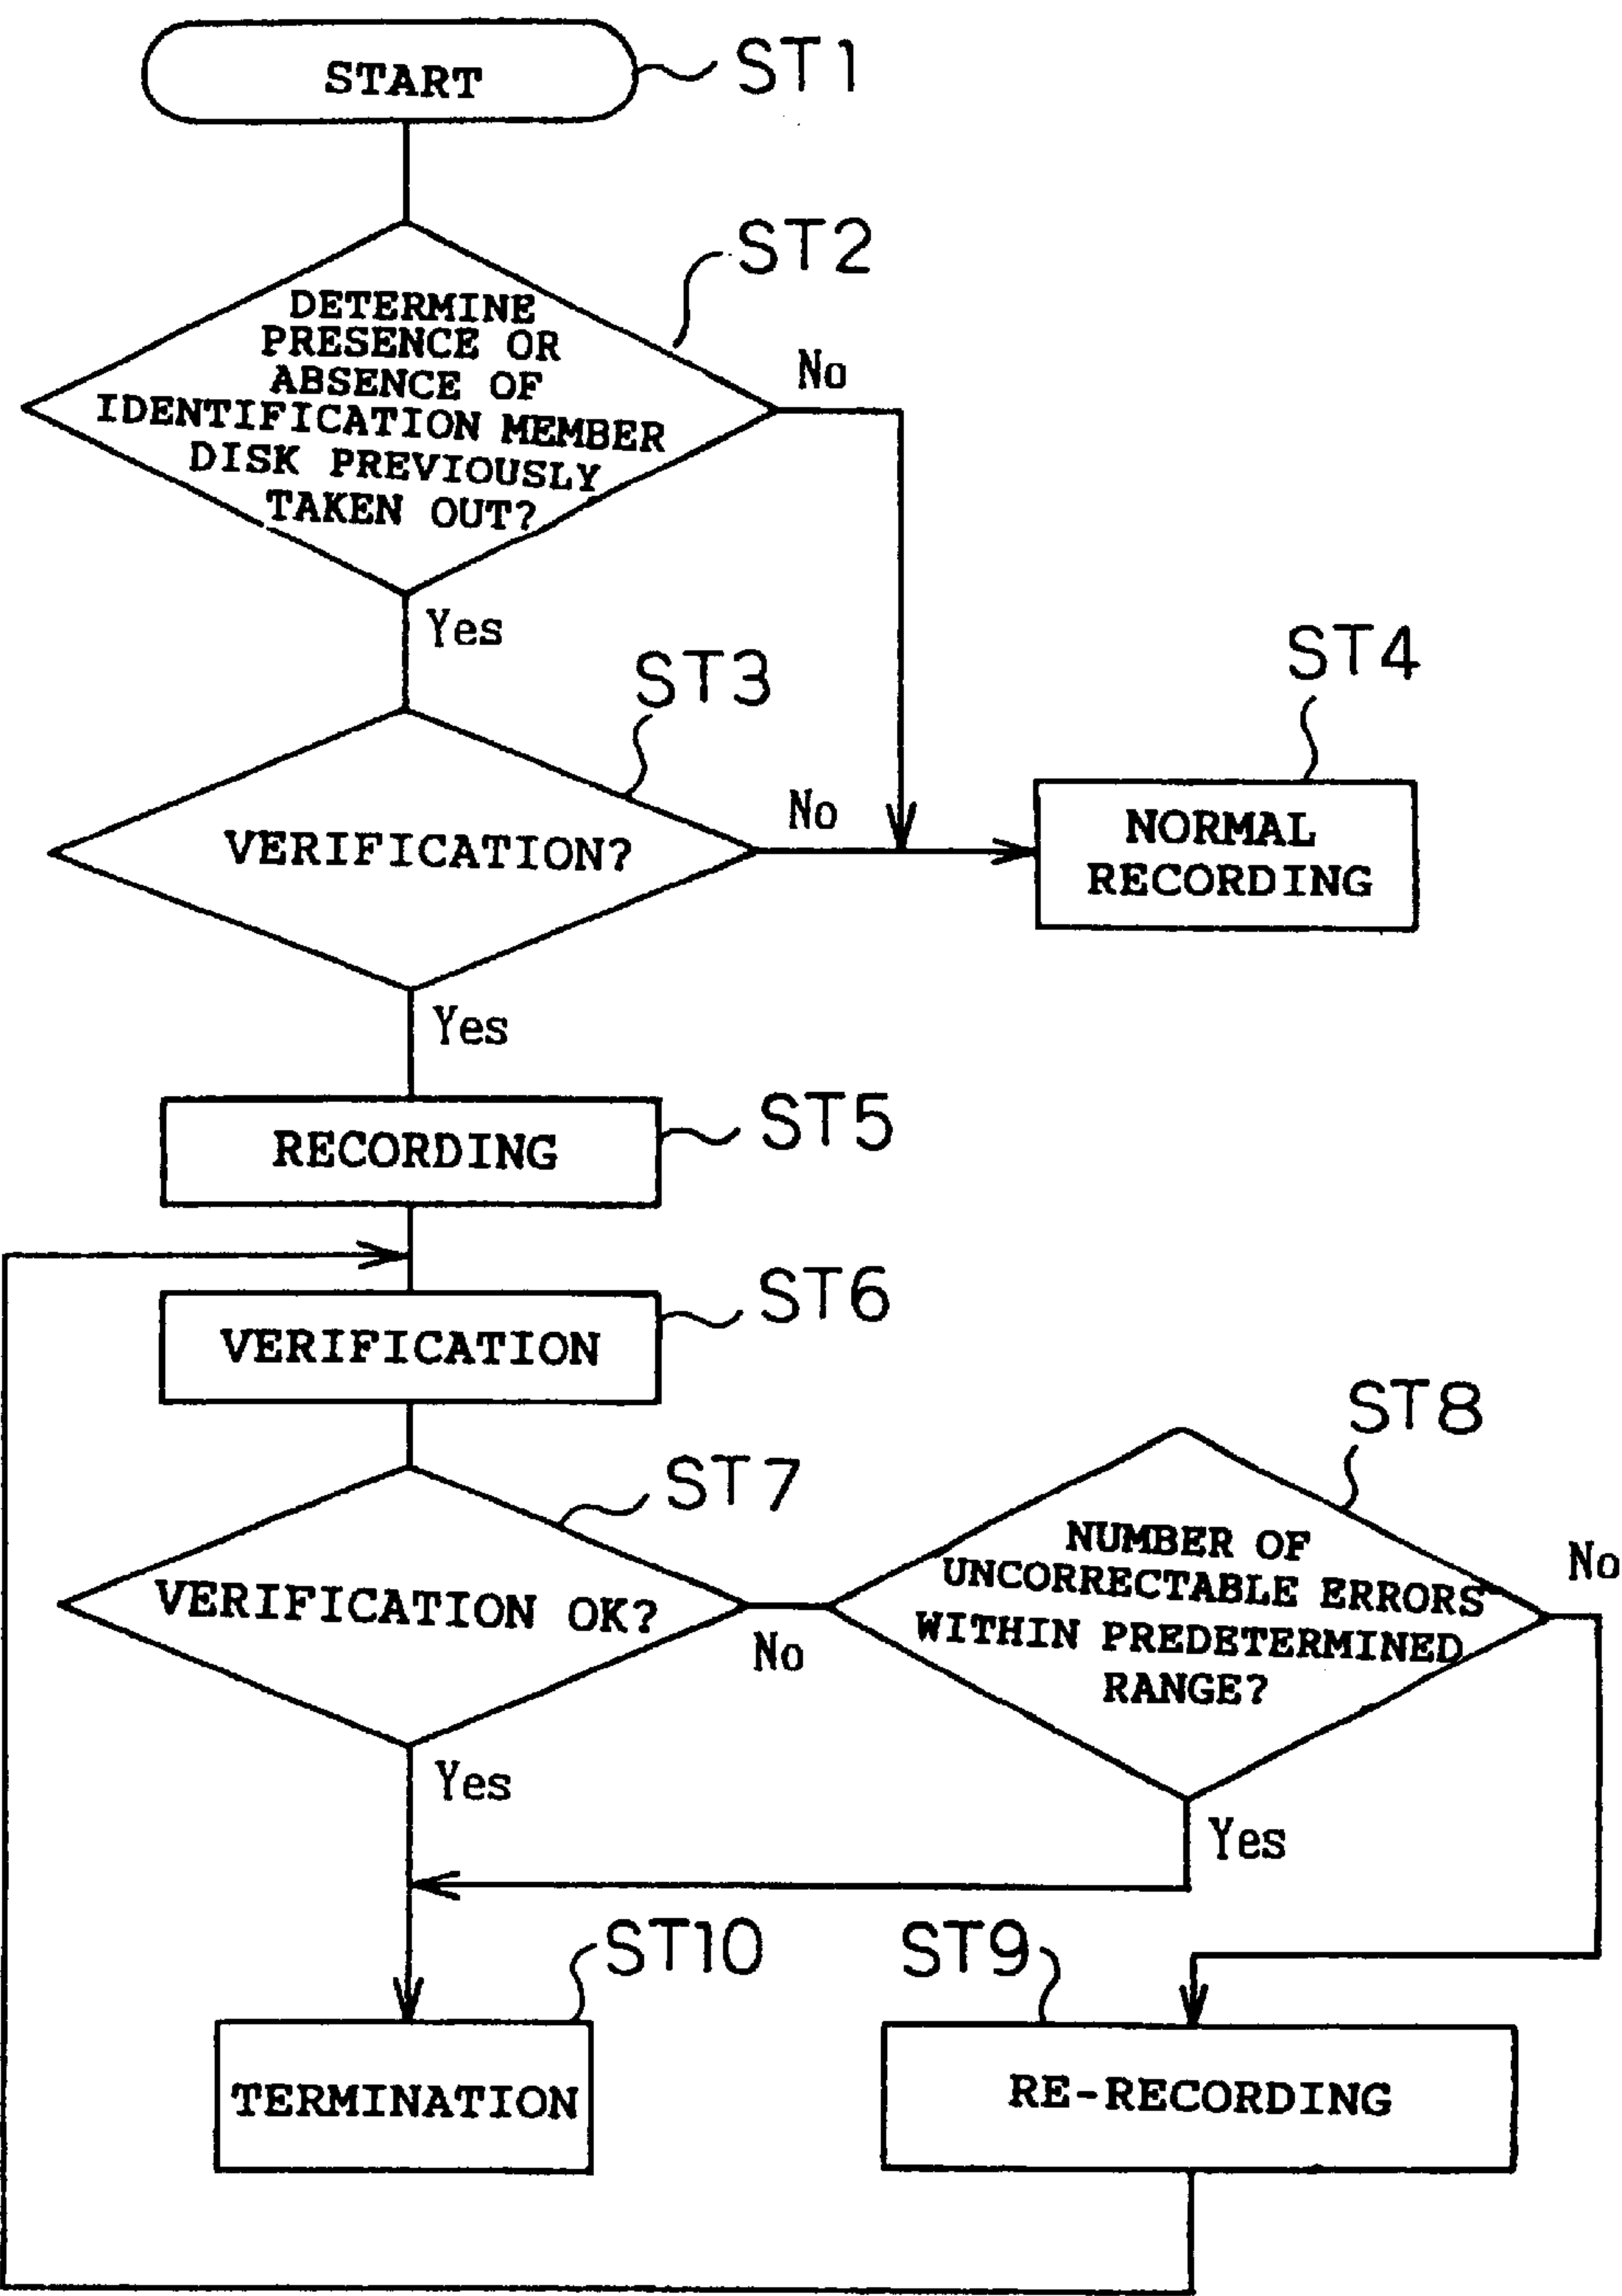 START
ST1
ST2
DETERMINE
PRESENCE OR
ABSENCE OF
IDENTIFICATION MEMBER
DISK PREVIOUSLY
TAKEN OUT?
No
Yes
ST3
ST4
VERIFICATION?
No
NORMAL
RECORDING
Yes
RECORDING
ST5
VERIFICATION
ST6
ST7
ST8
VERIFICATION OK?
No
NUMBER OF
UNCORRECTABLE ERRORS
WITHIN PREDETERMINED
RANGE?
No
Yes
Yes
ST10
ST9
TERMINATION
RE-RECORDING